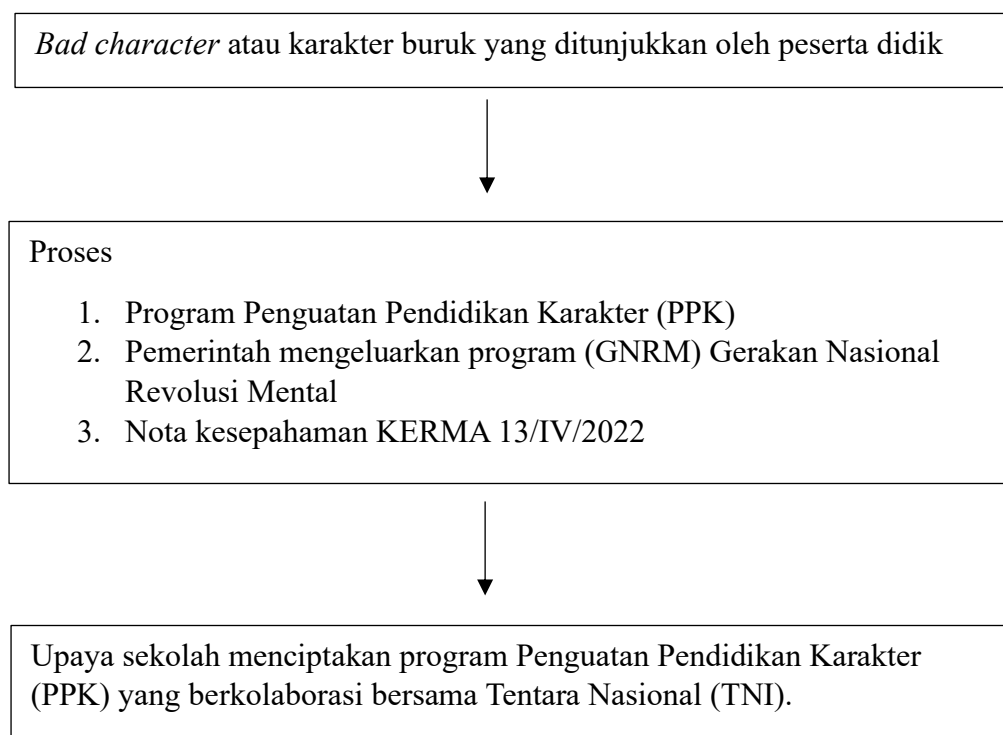 Bad character atau karakter buruk yang ditunjukkan oleh peserta didik
Proses
1. Program Penguatan Pendidikan Karakter (PPK)
2. Pemerintah mengeluarkan program (GNRM) Gerakan Nasional
Revolusi Mental
3. Nota kesepahaman KERMA 13/IV/2022
Upaya sekolah menciptakan program Penguatan Pendidikan Karakter
(PPK) yang berkolaborasi bersama Tentara Nasional (TNI).